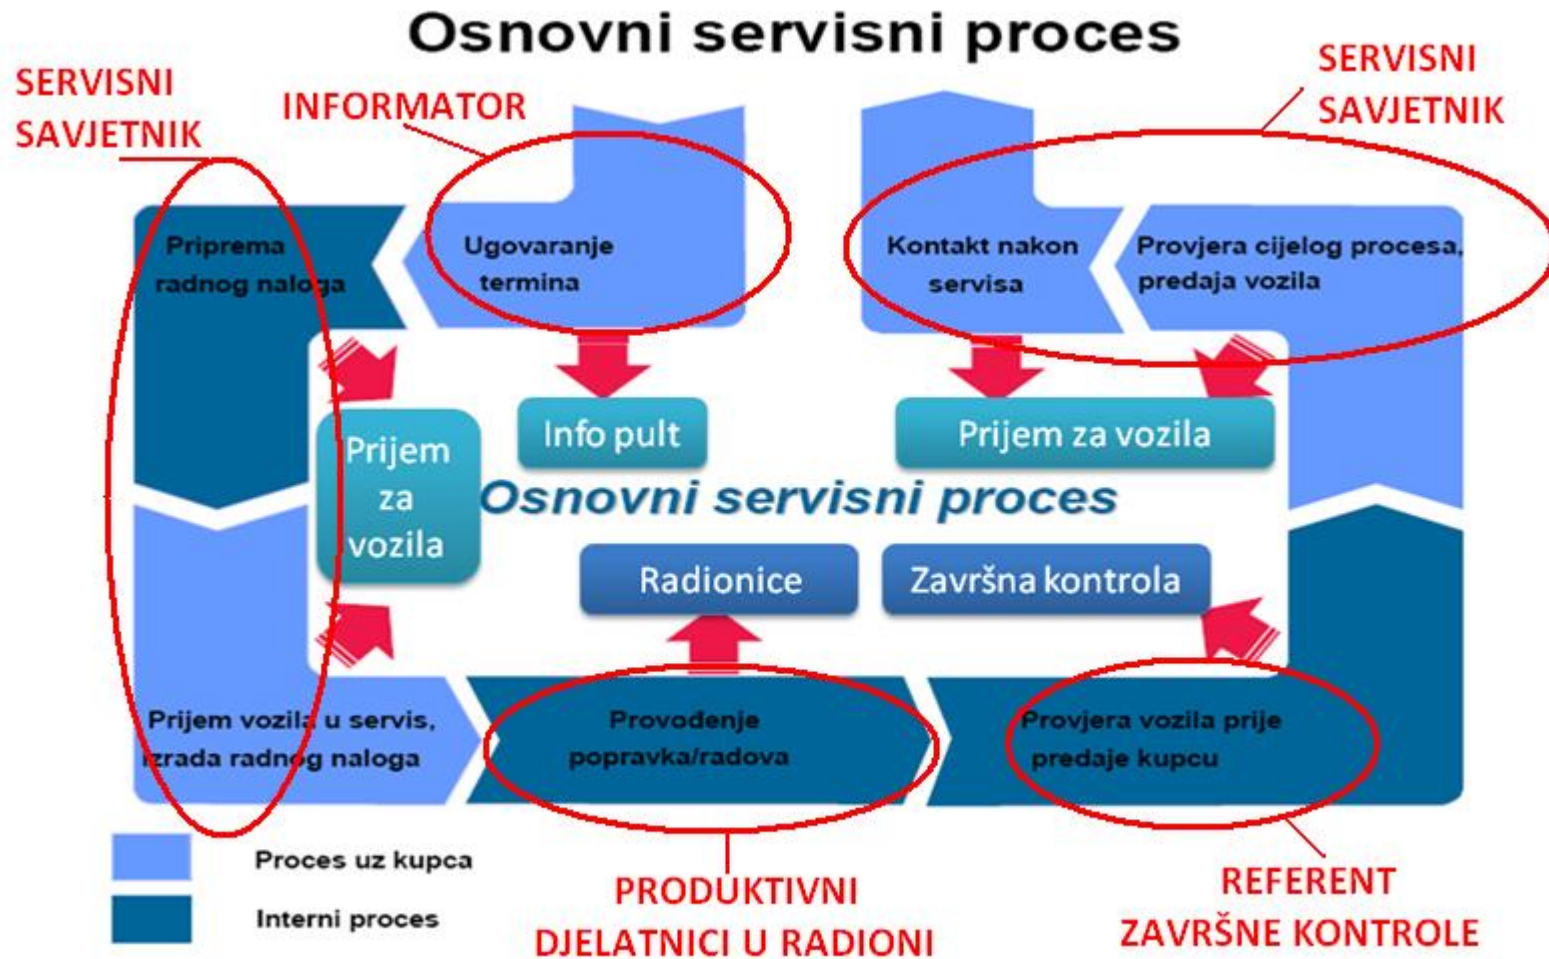 Osnovni servisni proces
SERVISNI
SAVJETNIK
INFORMATOR
SERVISNI
SAVJETNIK
Priprema
radnog naloga
Ugovaranje
termina
Kontakt nakon
servisa
Provjera cijelog procesa,
predaja vozila
Prijem
za
vozila
Info pult
Prijem za vozila
Osnovni servisni proces
Radionice
Završna kontrola
Prijem vozila u servis,
izrada radnog naloga
Provođenje
popravka/radova
Provjera vozila prije
predaje kupcu
Proces uz kupca
Interni proces
PRODUKTIVNI
DJELATNICI U RADIONI
REFERENT
ZAVRŠNE KONTROLE